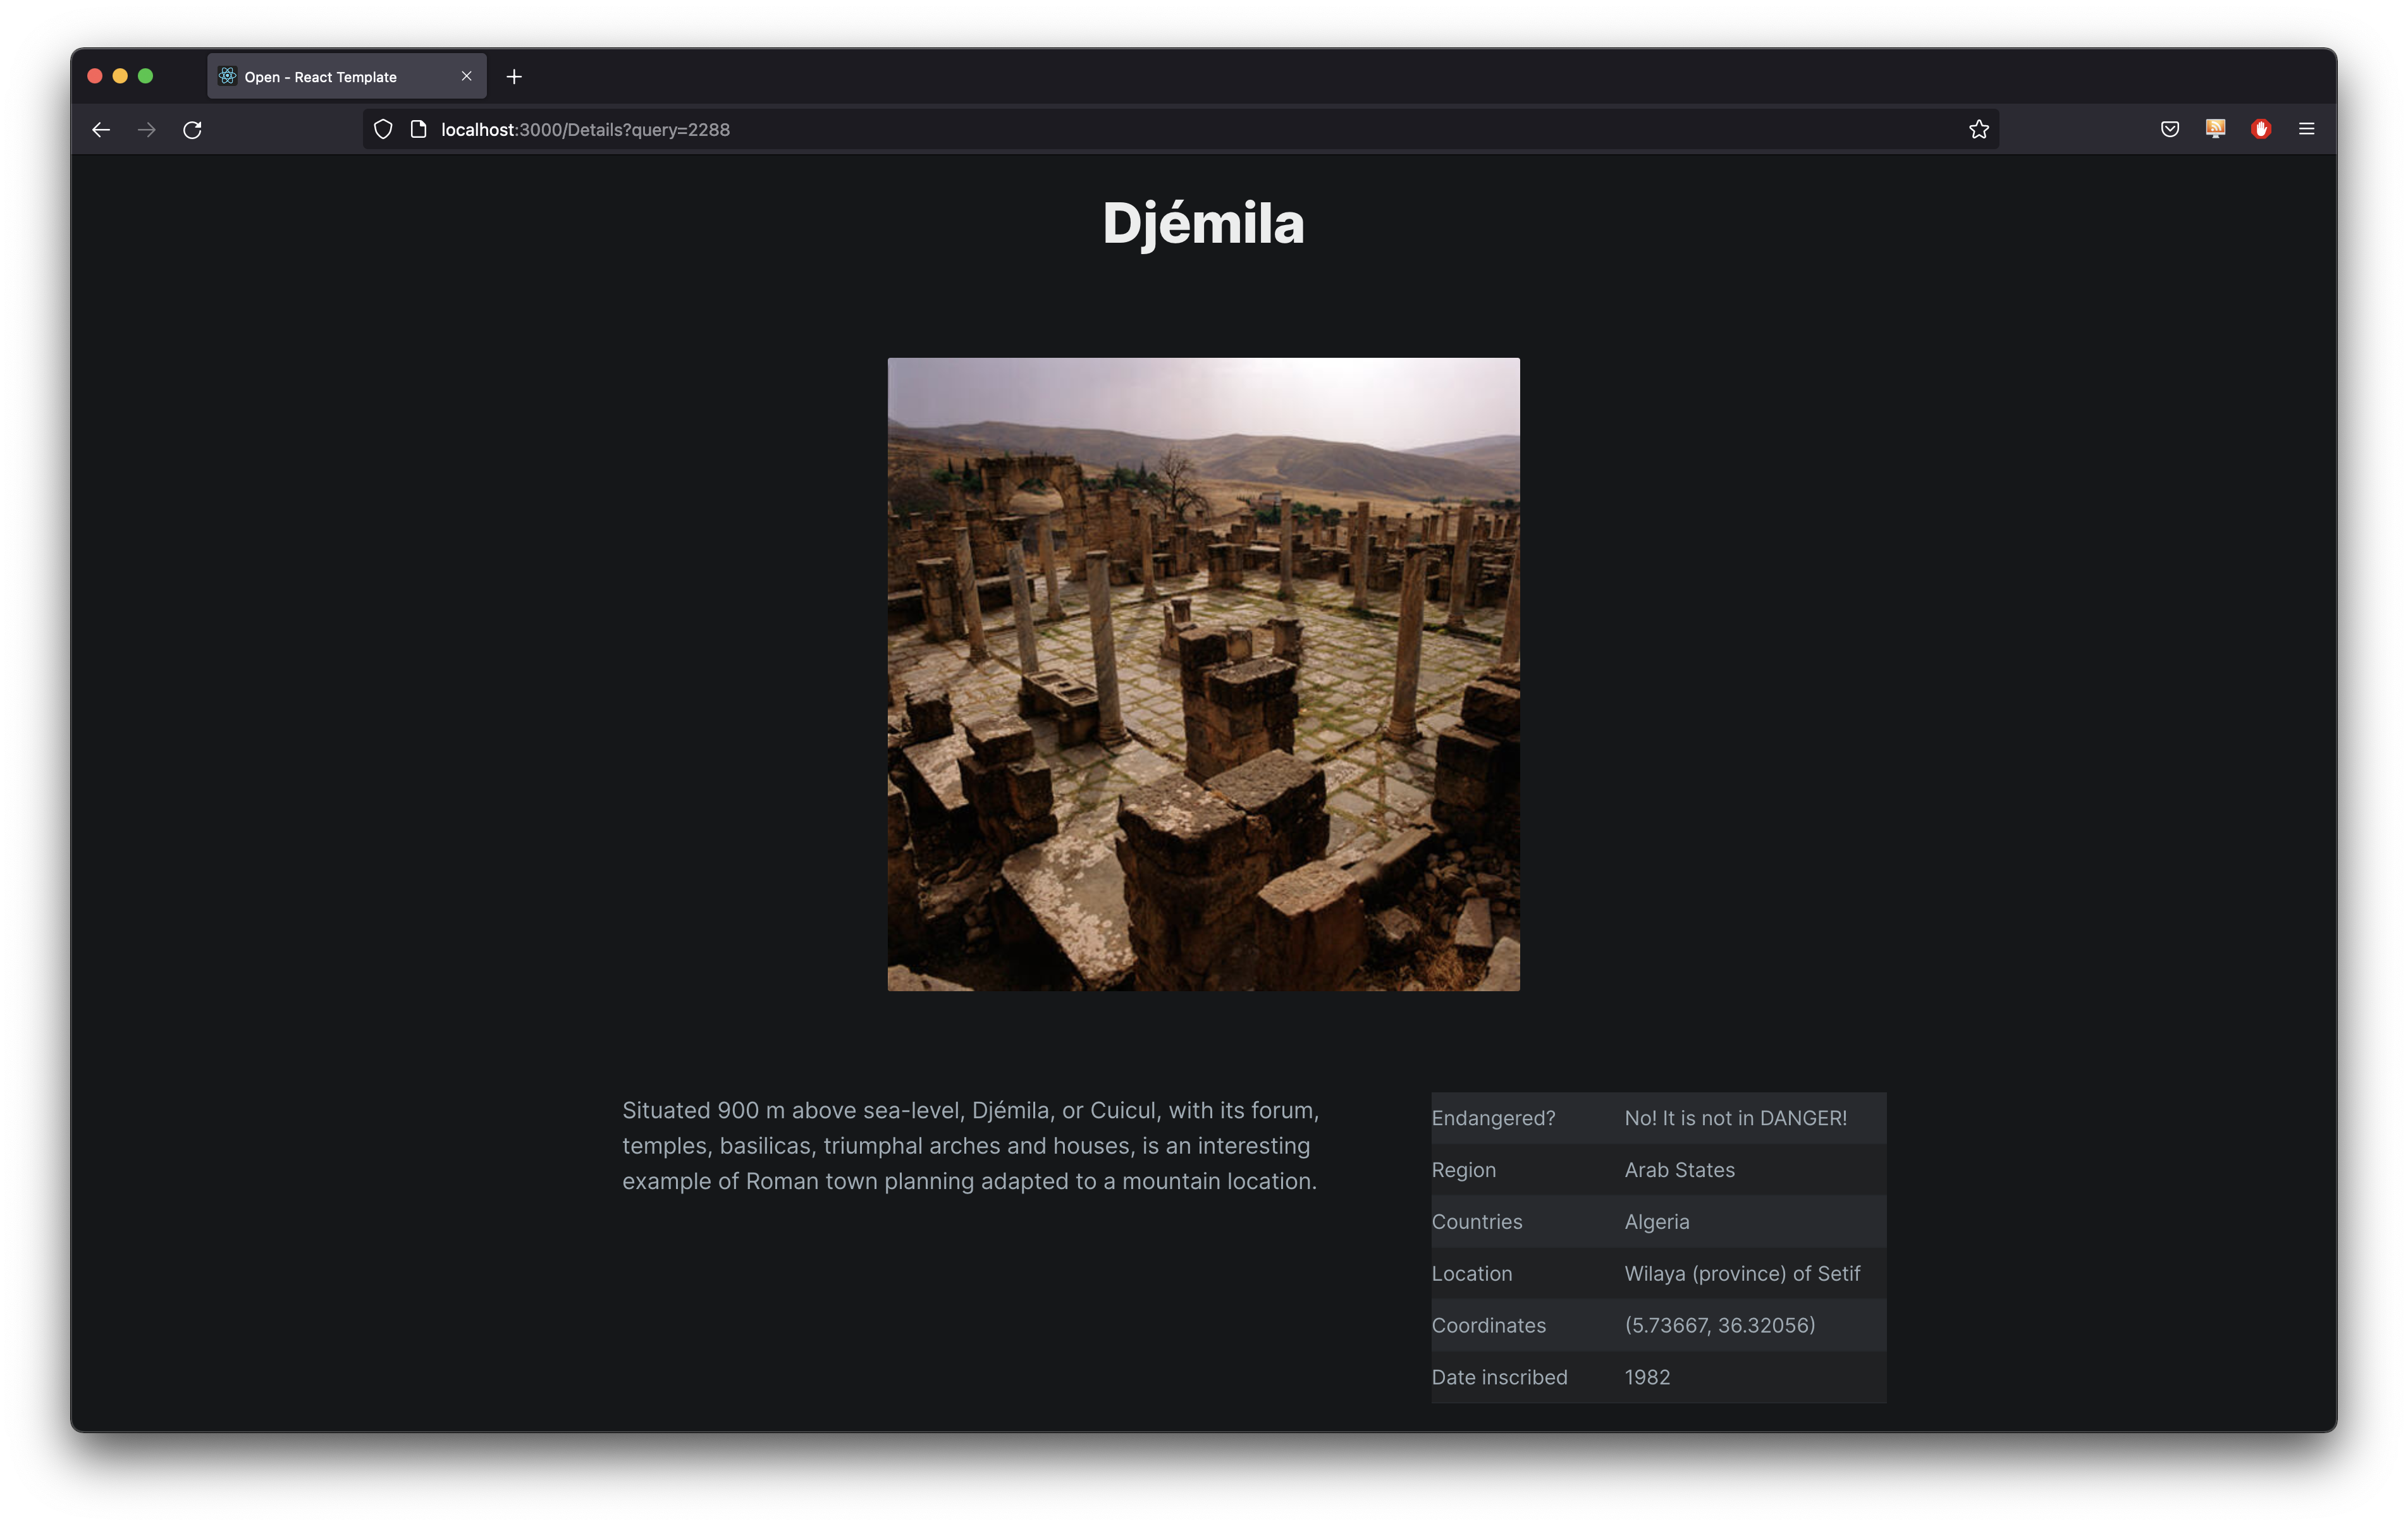 Open - React Template
localhost:3000/Details?query=2288
Djémila
Situated 900 m above sea-level, Djémila, or Cuicul, with its forum,
temples, basilicas, triumphal arches and houses, is an interesting
example of Roman town planning adapted to a mountain location.
Endangered? No! It is not in DANGER!
Region Arab States
Countries Algeria
Location Wilaya (province) of Setif
Coordinates (5.73667, 36.32056)
Date inscribed 1982